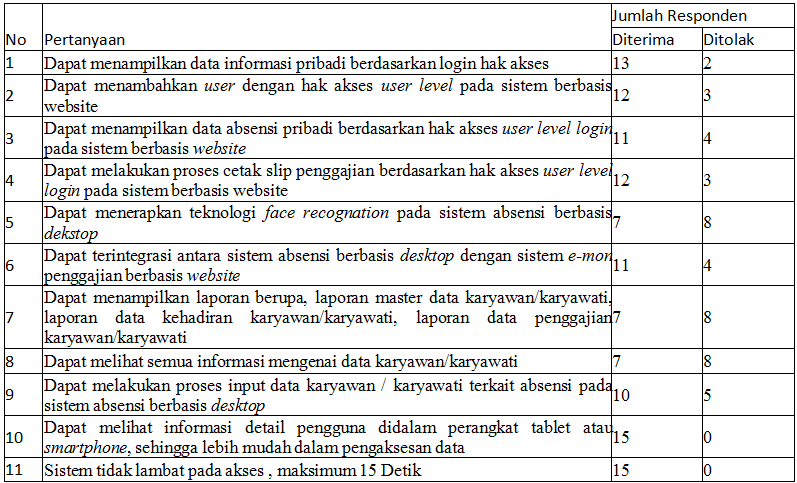 Jumlah Responden
No Pertanyaan Diterima Ditolak
1 Dapat menampilkan data informasi pribadi berdasarkan login hak akses 13 2
2 Dapat menambahkan user dengan hak akses user level pada sistem berbasis
website 12 3
3 Dapat menampilkan data absensi pribadi berdasarkan hak akses user level login
pada sistem berbasis website 11 4
4 Dapat melakukan proses cetak slip penggajian berdasarkan hak akses user level
login pada sistem berbasis website 12 3
5 Dapat menerapkan teknologi face recognation pada sistem absensi berbasis
dekstop 7 8
6 Dapat terintegrasi antara sistem absensi berbasis desktop dengan sistem e-mon
penggajian berbasis website 11 4
Dapat menampilkan laporan berupa, laporan master data karyawan/karyawati,
7 laporan data kehadiran karyawan/karyawati, laporan data penggajian 7 8
karyawan/karyawati
8 Dapat melihat semua informasi mengenai data karyawan/karyawati 7 8
9 Dapat melakukan proses input data karyawan / karyawati terkait absensi pada
sistem absensi berbasis desktop 10 5
10 Dapat melihat informasi detail pengguna didalam perangkat tablet atau
smartphone, sehingga lebih mudah dalam pengaksesan data 15 0
11 Sistem tidak lambat pada akses , maksimum 15 Detik 15 0